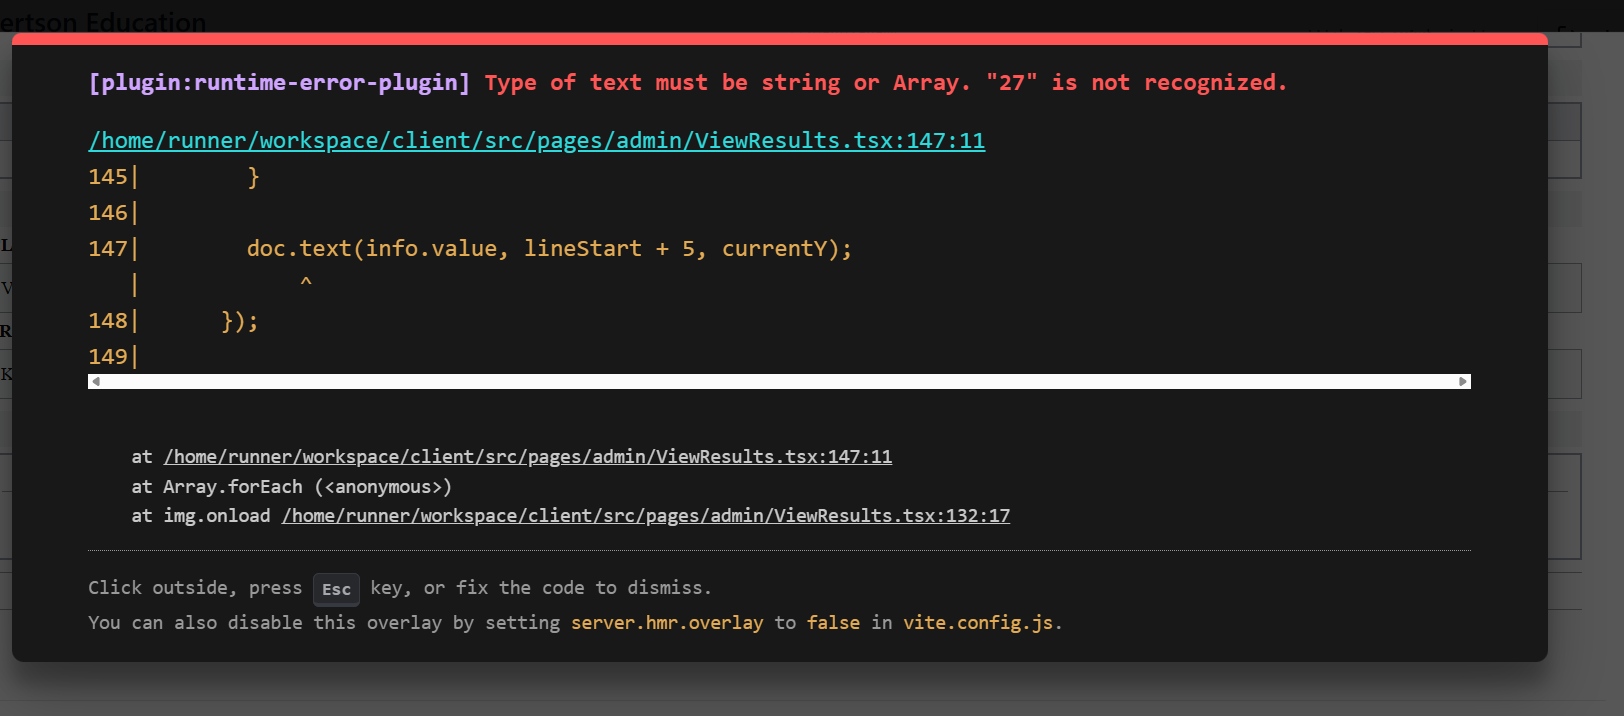 ertson Education
[plugin:runtime-error-plugin] Type of text must be string or Array. "27" is not recognized.
/home/runner/workspace/client/src/pages/admin/ViewResults.tsx:147:11
145|        }
146|
147|        doc.text(info.value, lineStart + 5, currentY);
|            ^
148|      });
149|
at /home/runner/workspace/client/src/pages/admin/ViewResults.tsx:147:11
at Array.forEach (<anonymous>)
at img.onload /home/runner/workspace/client/src/pages/admin/ViewResults.tsx:132:17
Click outside, press Esc key, or fix the code to dismiss.
You can also disable this overlay by setting server.hmr.overlay to false in vite.config.js.
L
V
R
K